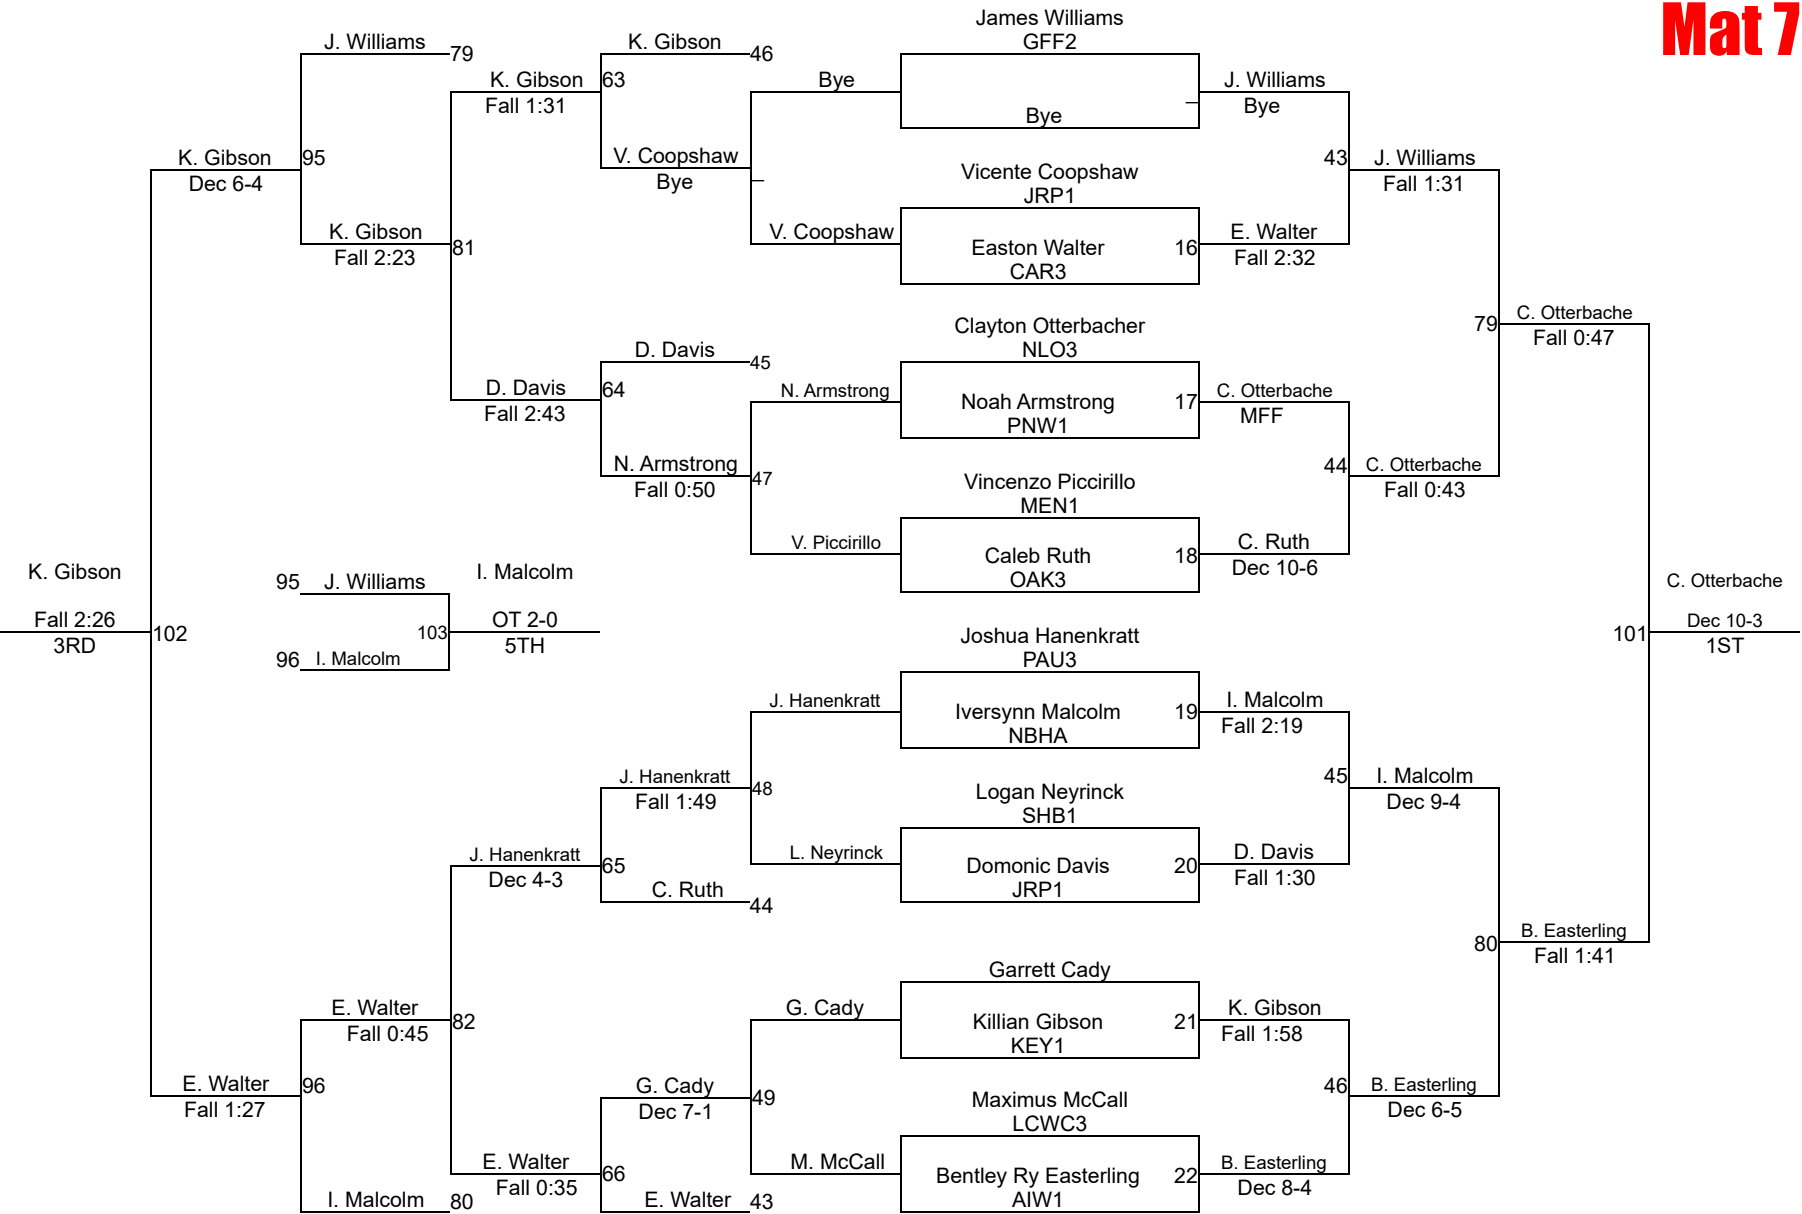 Mat 7
James Williams
GFF2
J. Williams
79
K. Gibson
46
K. Gibson
63
Fall 1:31
Bye
Bye
J. Williams
Bye
K. Gibson
95
Dec 6-4
V. Coopshaw
Bye
Vicente Coopshaw
JRP1
43
J. Williams
Fall 1:31
K. Gibson
Fall 2:23
81
V. Coopshaw
Easton Walter
16
CAR3
E. Walter
Fall 2:32
Clayton Otterbacher
NLO3
79
C. Otterbache
Fall 0:47
D. Davis
45
D. Davis
64
Fall 2:43
N. Armstrong
Noah Armstrong
17
PNW1
C. Otterbache
MFF
N. Armstrong
47
Fall 0:50
Vincenzo Piccirillo
MEN1
44
C. Otterbache
Fall 0:43
V. Piccirillo
Caleb Ruth
18
OAK3
C. Ruth
Dec 10-6
K. Gibson
Fall 2:26
3RD
102
95
J. Williams
96
I. Malcolm
103
I. Malcolm
OT 2-0
5TH
C. Otterbache
101
Dec 10-3
1ST
Joshua Hanenkratt
PAU3
J. Hanenkratt
Iversynn Malcolm
19
NBHA
I. Malcolm
Fall 2:19
J. Hanenkratt
48
Fall 1:49
Logan Neyrinck
SHB1
45
I. Malcolm
Dec 9-4
J. Hanenkratt
65
Dec 4-3
L. Neyrinck
Domonic Davis
20
JRP1
D. Davis
Fall 1:30
C. Ruth
44
80
B. Easterling
Fall 1:41
Garrett Cady
E. Walter
82
Fall 0:45
G. Cady
Killian Gibson
21
KEY1
K. Gibson
Fall 1:58
E. Walter
96
Fall 1:27
G. Cady
49
Dec 7-1
Maximus McCall
LCWC3
46
B. Easterling
Dec 6-5
E. Walter
66
Fall 0:35
M. McCall
Bentley Ry Easterling
22
AIW1
B. Easterling
Dec 8-4
I. Malcolm
80
E. Walter
43